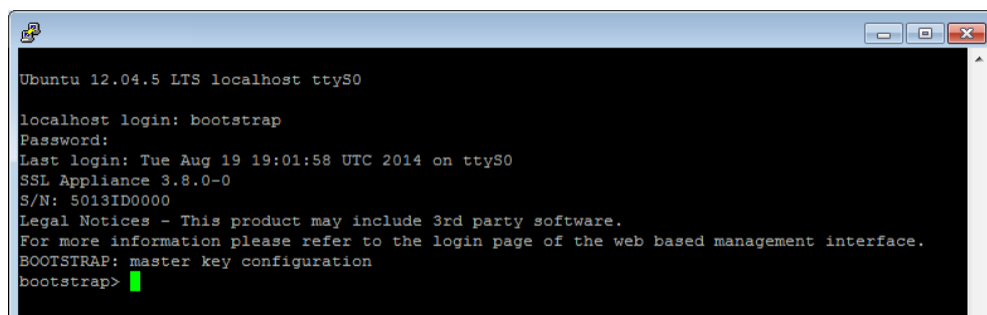 Ubuntu 12.04.5 LTS localhost ttyS0
localhost login: bootstrap
Password:
Last login: Tue Aug 19 19:01:58 UTC 2014 on ttyS0
SSL Appliance 3.8.0-0
S/N: 5013ID0000
Legal Notices - This product may include 3rd party software.
For more information please refer to the login page of the web based management interface.
BOOTSTRAP: master key configuration
bootstrap>